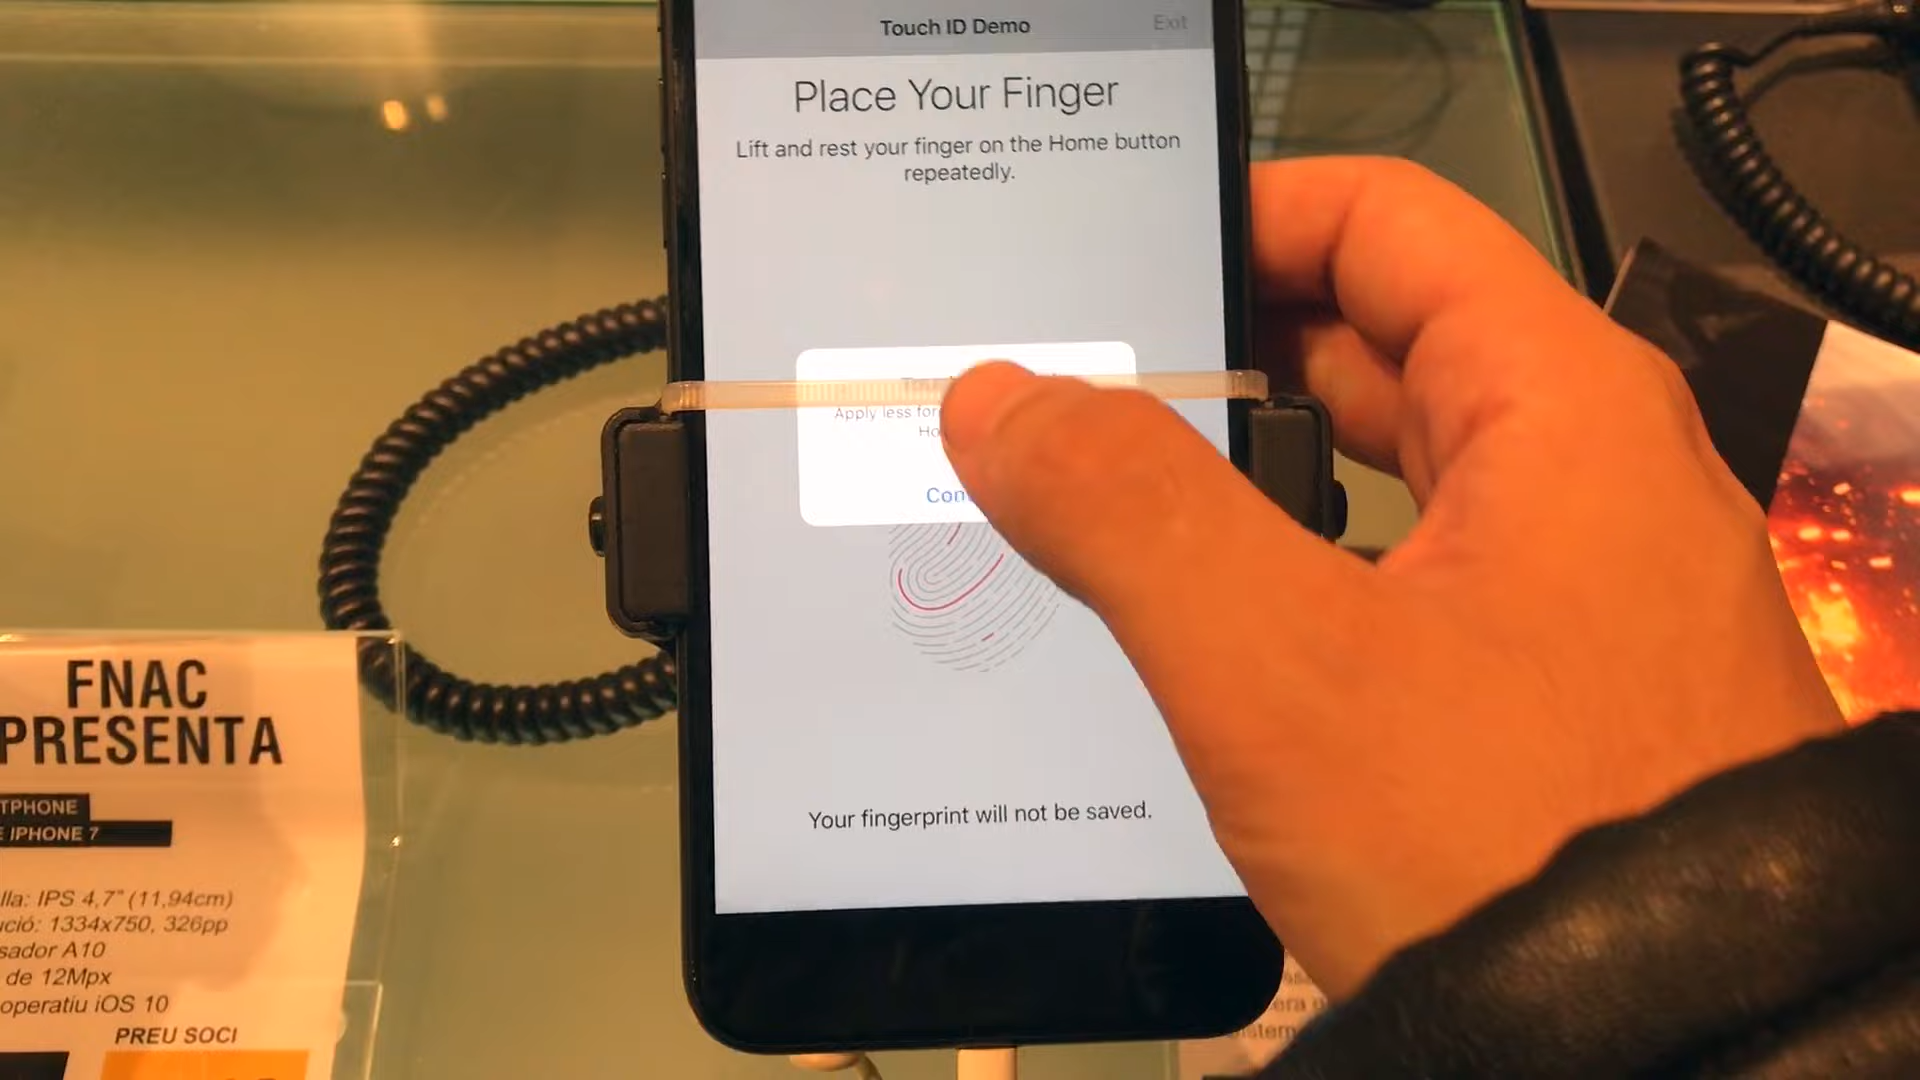 Touch ID Demo
Exit
Place Your Finger
Lift and rest your finger on the Home button
repeatedly.
Apply less for
Ho
Con
Your fingerprint will not be saved.
FNAC
PRESENTA
TPHONE
E IPHONE 7
lla: IPS 4,7" (11,94cm)
ució: 1334x750, 326pp
sador A10
de 12Mpx
operatiu iOS 10
PREU SOCI